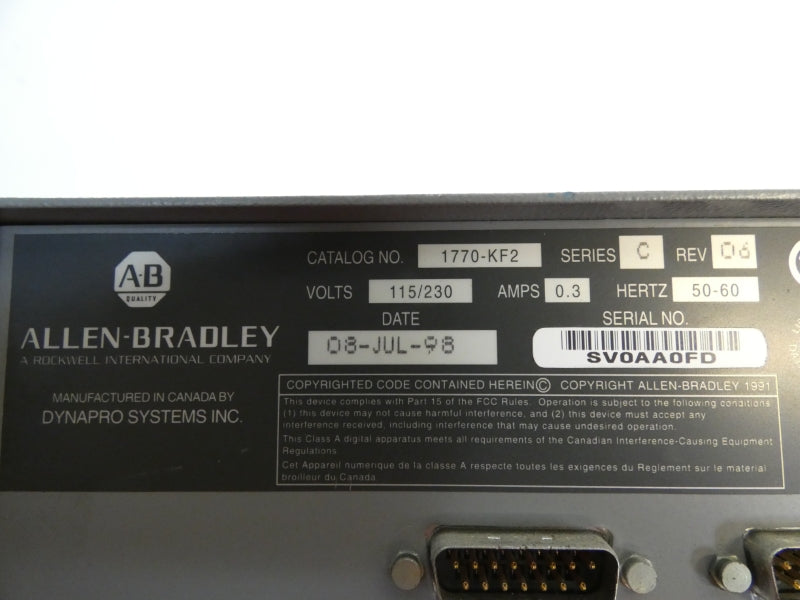 A·B
QUALITY
ALLEN-BRADLEY
A ROCKWELL INTERNATIONAL COMPANY
MANUFACTURED IN CANADA BY
DYNAPRO SYSTEMS INC.
CATALOG NO. 1770-KF2 SERIES C REV 06
VOLTS 115/230 AMPS 0.3 HERTZ 50-60
DATE SERIAL NO.
08-JUL-98
SV0AA0FD
COPYRIGHTED CODE CONTAINED HEREIN© COPYRIGHT ALLEN-BRADLEY 1991
This device complies with Part 15 of the FCC Rules. Operation is subject to the following conditions
(1) this device may not cause harmful interference, and (2) this device must accept any
interference received, including interference that may cause undesired operation.
This Class A digital apparatus meets all requirements of the Canadian Interference-Causing Equipment
Regulations
Cet Appareil numerique de la classe A respecte toutes les exigences du Reglement sur le material
broilleur du Canada